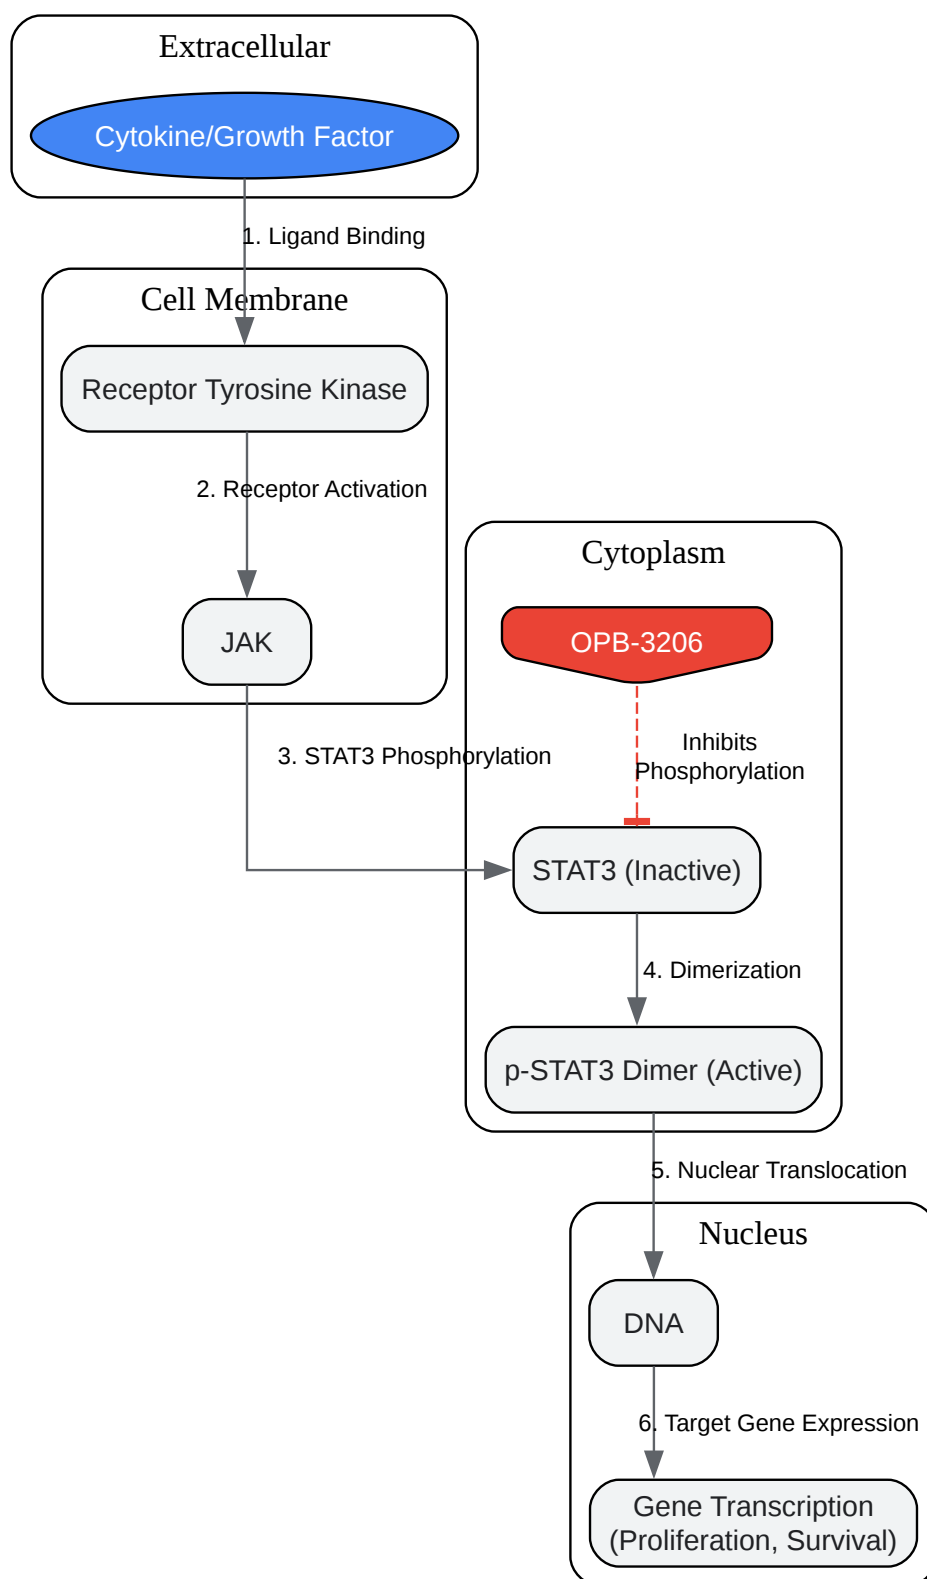 Extracellular
Cytokine/Growth Factor
1. Ligand Binding
Cell Membrane
Receptor Tyrosine Kinase
2. Receptor Activation
JAK
Cytoplasm
OPB-3206
Inhibits
Phosphorylation
3. STAT3 Phosphorylation
STAT3 (Inactive)
4. Dimerization
p-STAT3 Dimer (Active)
5. Nuclear Translocation
Nucleus
DNA
6. Target Gene Expression
Gene Transcription
(Proliferation, Survival)